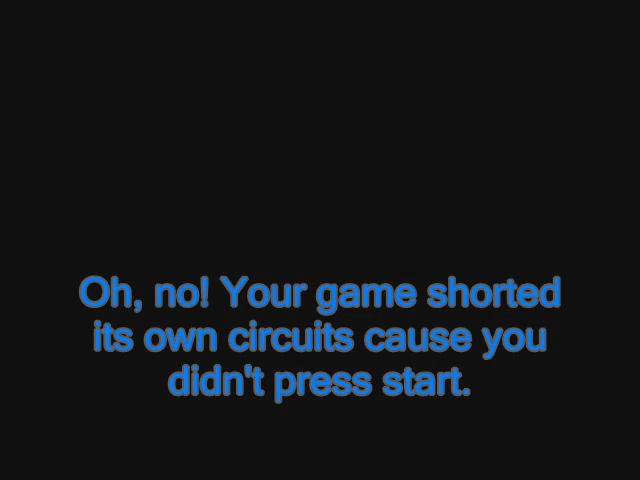 Oh, no! Your game shorted
its own circuits cause you
didn't press start.